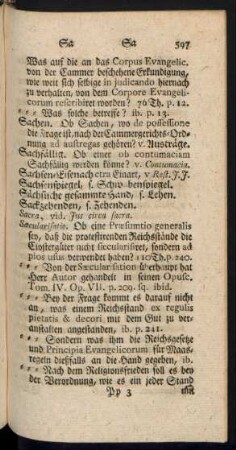 Sa Sa 597
Was auf die an das Corpus Evangelic.
von der Cammer beschehene Erkundigung,
wie weit sich selbige in judicando hiernach
zu verhalten, von dem Corpore Evangeli-
corum rescribiret worden? 76 Th. p. 12.
Was solche betreffe? ib. p. 13.
Sachen. Ob Sachen, wo de possessione
die Frage ist, nach der Cammergerichts-Ord-
nung ad austregas gehören? v. Austräge.
Sachfällig. Ob einer ob contumaciam
Sachfällig werden könne? v. Contumacia.
Sachsen-Eisenach etra Einart, v Rest. J. J.
Sachsenspiegel, s. Schwabenspiegel.
Sächsische gesammte Hand, s. Lehen.
Sackzehenden, s. Zehenden.
Sacra, vid. Jus circa sacra.
Sæcularisatio. Ob eine Præsumtio genera-
lis sey, daß die protestirenden Reichsstände die
Clostergüter nicht secularisiret, sondern ad
pios usus verwendet haben? 10 Th. p. 240.
Von der Sæcularisation überhaupt hat
Herr Autor gehandelt in seinen Opusc.
Tom. IV. Op. VII. p. 209. sq. ibid.
Bey der Frage kommt es darauf nicht
an, was einem Reichsstand ex regulis
pietatis & decori mit dem Gut zu ver-
anstalten angestanden, ib. p. 241.
Sondern was ihm die Reichsgesetze
und Principia Evangelicorum für Maas-
regeln dießfalls an die Hand gegeben, ib.
Nach dem Religionsfrieden soll es bey
der Verordnung, wie es ein jeder Stand
Pp 3 mit